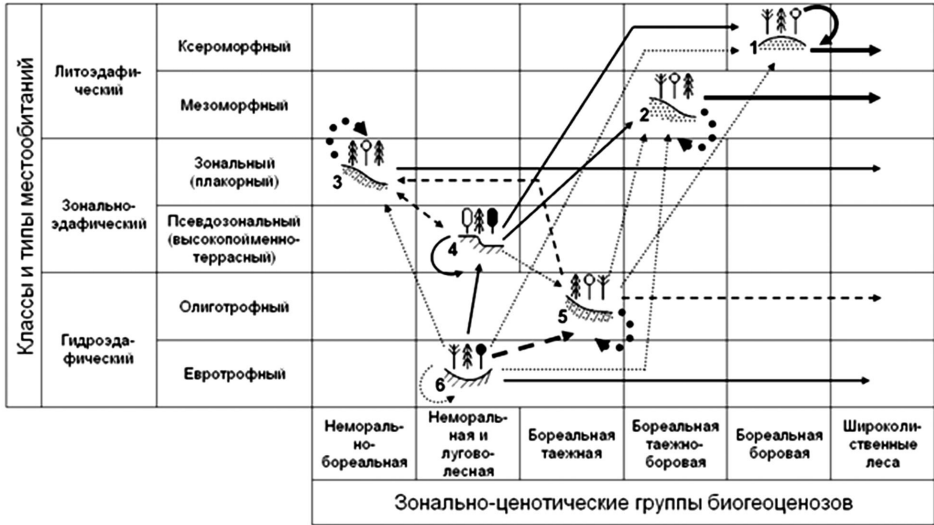 Классы и типы местообитаний
Литоэдафи-
ческий
Ксероморфный
1
Мезоморфный
2
Зонально-
эдафический
Зональный
(плакорный)
3
Псевдозональный
(высокопойменно-
террасный)
4
Гидроэда-
фический
Олиготрофный
5
Евротрофный
6
Немораль-
но-
бореальная
Немораль-
ная и
лугово-
лесная
Бореальная
таежная
Бореальная
таежно-
боровая
Бореальная
боровая
Широколи-
ственные
леса
Зонально-ценотические группы биогеоценозов